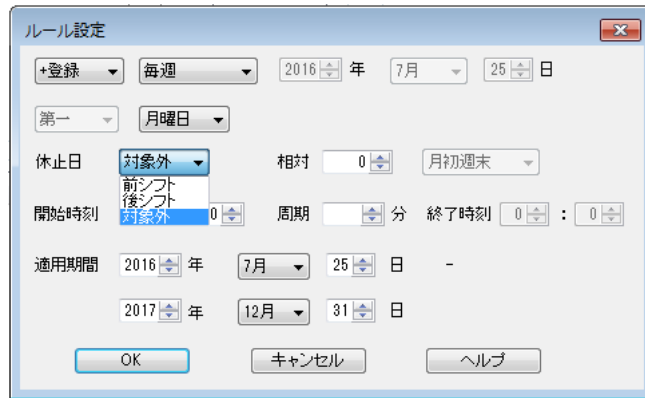 ルール設定
+登録 毎週 2016 年 7月 25 日
第一 月曜日
休止日 対象外 相対 0 月初週末
前シフト
後シフト
対象外
開始時刻 0 周期 分 終了時刻 0 : 0
適用期間 2016 年 7月 25 日 -
2017 年 12月 31 日
OK キャンセル ヘルプ